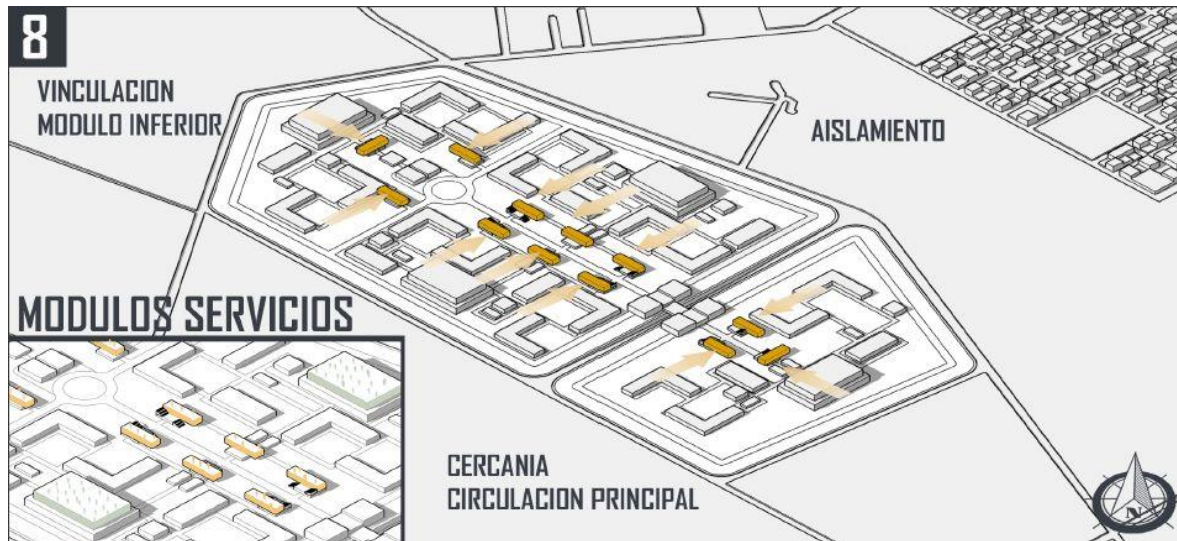 8
VINCULACION
MODULO INFERIOR
AISLAMIENTO
MODULOS SERVICIOS
CERCANIA
CIRCULACION PRINCIPAL
N